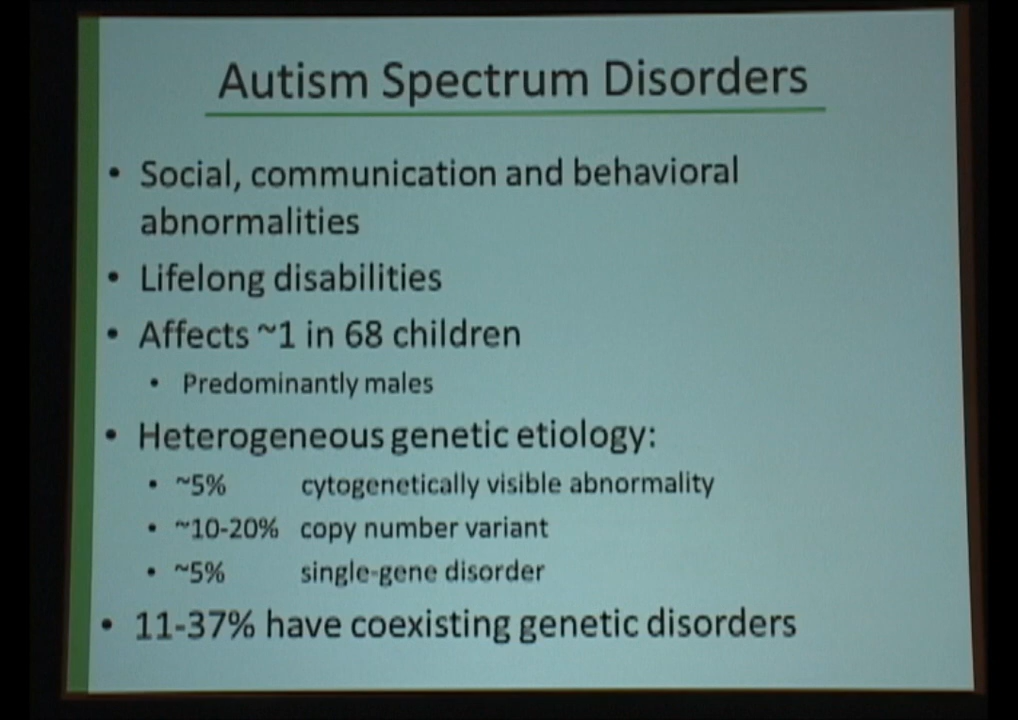 Autism Spectrum Disorders
• Social, communication and behavioral
abnormalities
• Lifelong disabilities
• Affects ~1 in 68 children
• Predominantly males
• Heterogeneous genetic etiology:
• ~5% cytogenetically visible abnormality
• ~10-20% copy number variant
• ~5% single-gene disorder
• 11-37% have coexisting genetic disorders